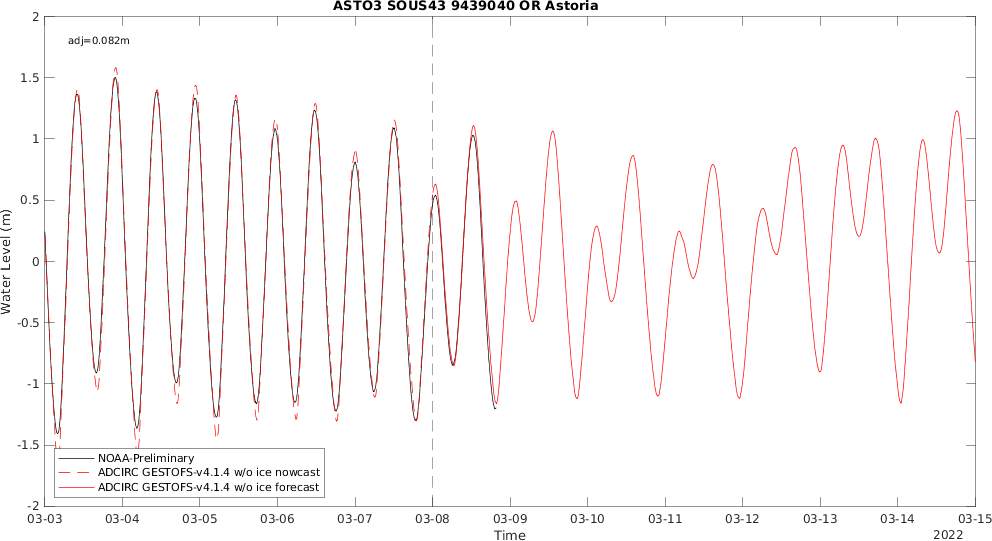 ASTO3 SOUS43 9439040 OR Astoria
adj=0.082m
2
1.5
1
0.5
0
-0.5
-1
-1.5
-2
Water Level (m)
NOAA-Preliminary
ADCIRC GESTOFS-v4.1.4 w/o ice nowcast
ADCIRC GESTOFS-v4.1.4 w/o ice forecast
03-03 03-04 03-05 03-06 03-07 03-08 03-09 03-10 03-11 03-12 03-13 03-14 03-15
Time
2022